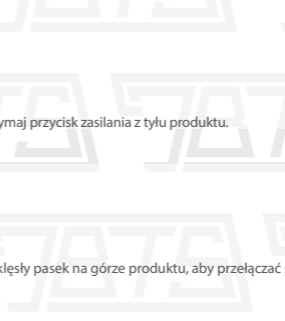 ymaj przycisk zasilania z tyłu produktu.
klęsły pasek na górze produktu, aby przełączać